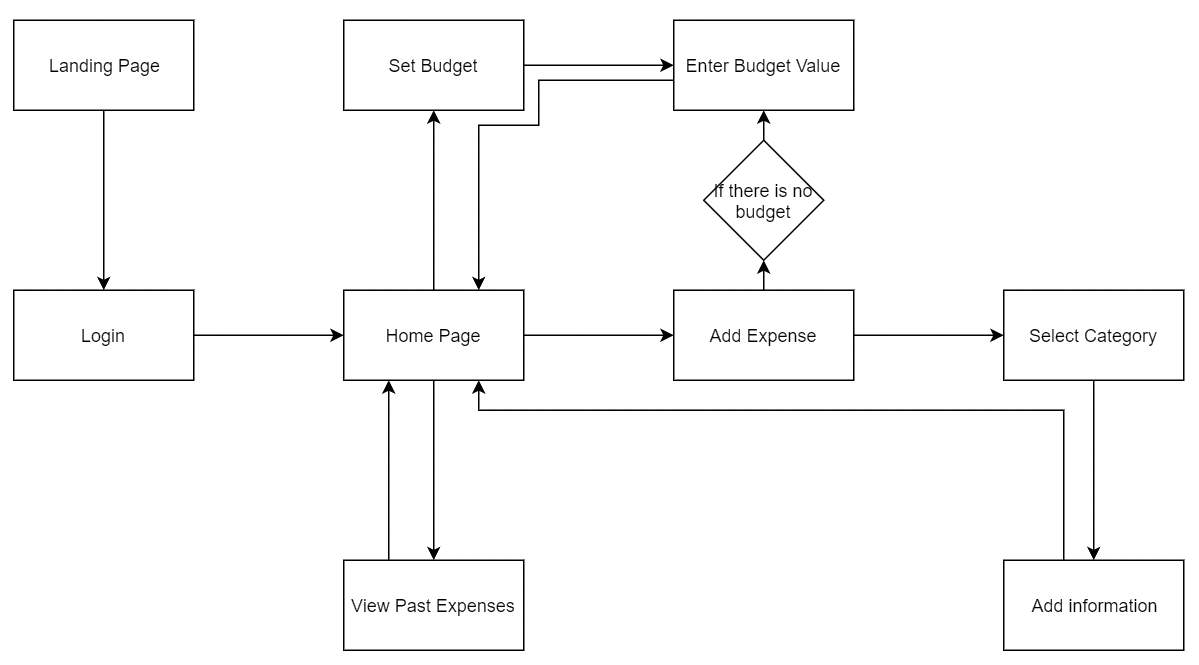 Landing Page
Set Budget
Enter Budget Value
If there is no
budget
Login
Home Page
Add Expense
Select Category
View Past Expenses
Add information